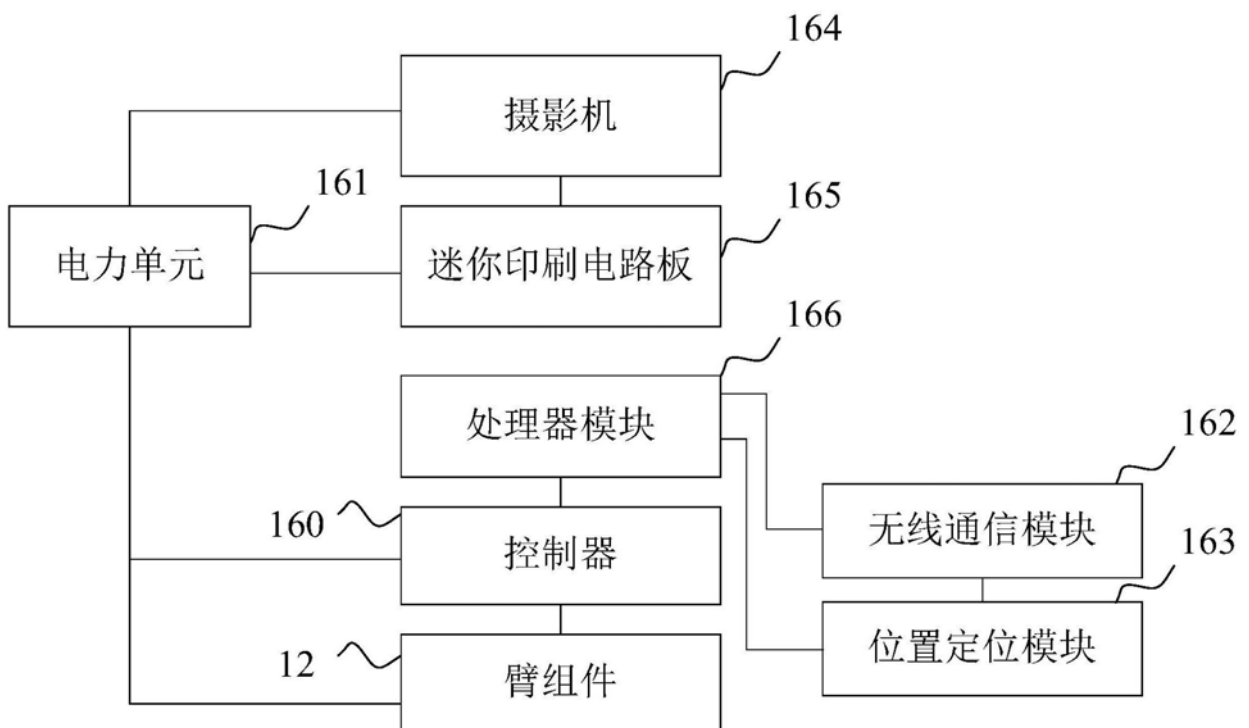 164
摄影机
161
165
电力单元
迷你印刷电路板
166
处理器模块
162
160
无线通信模块
控制器
163
12
位置定位模块
臂组件